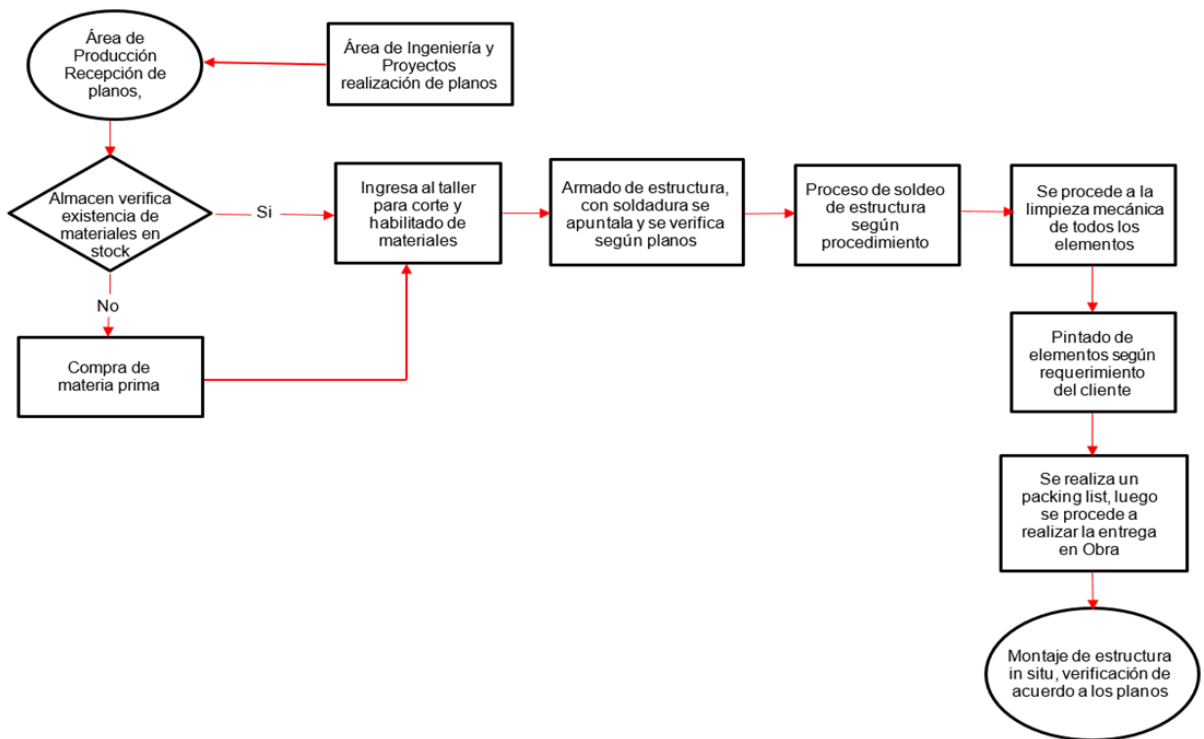 Área de
Producción
Recepción de
planos,
Área de Ingeniería y
Proyectos
realización de planos
Almacen verifica
existencia de
materiales en
stock
Si
Ingresa al taller
para corte y
habilitado de
materiales
Armado de estructura,
con soldadura se
apuntala y se verifica
según planos
Proceso de soldeo
de estructura
según
procedimiento
Se procede a la
limpieza mecánica
de todos los
elementos
No
Compra de
materia prima
Pintado de
elementos según
requerimiento
del cliente
Se realiza un
packing list, luego
se procede a
realizar la entrega
en Obra
Montaje de estructura
in situ, verificación de
acuerdo a los planos